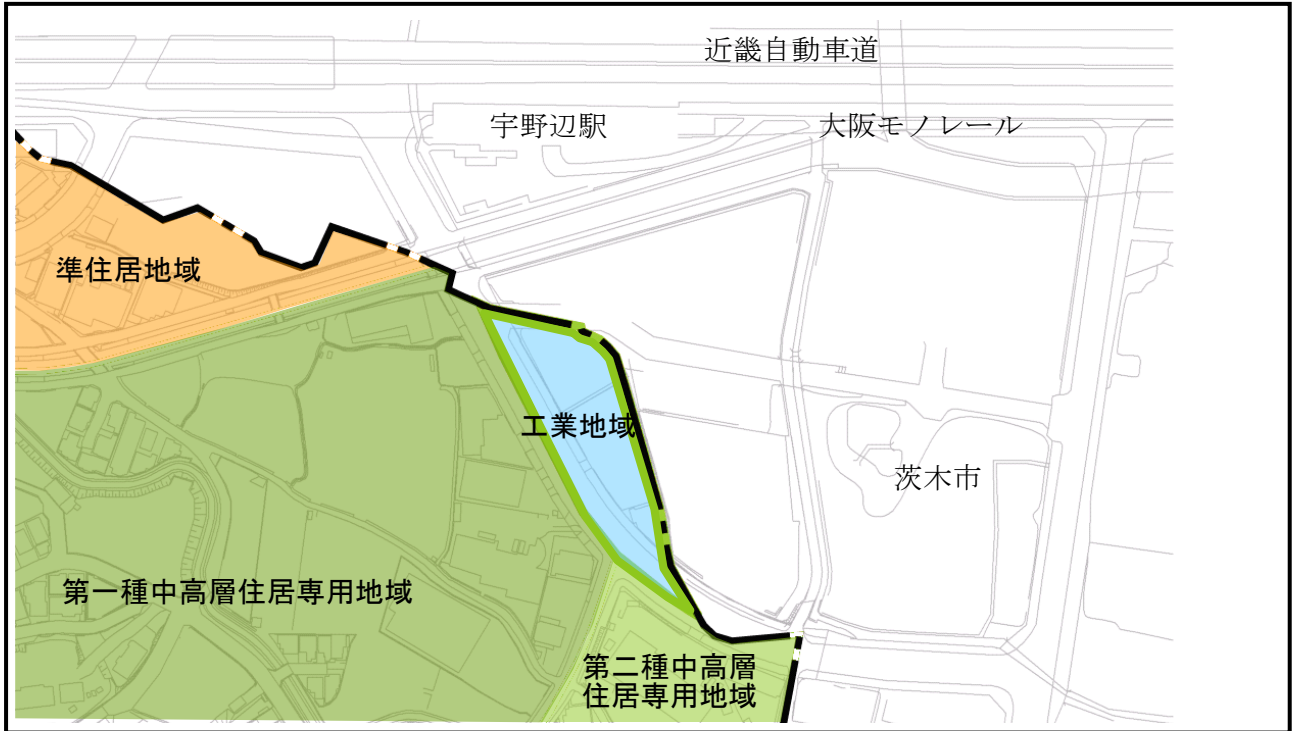 近畿自動車道
宇野辺駅
大阪モノレール
準住居地域
工業地域
茨木市
第一種中高層住居専用地域
第二種中高層
住居専用地域